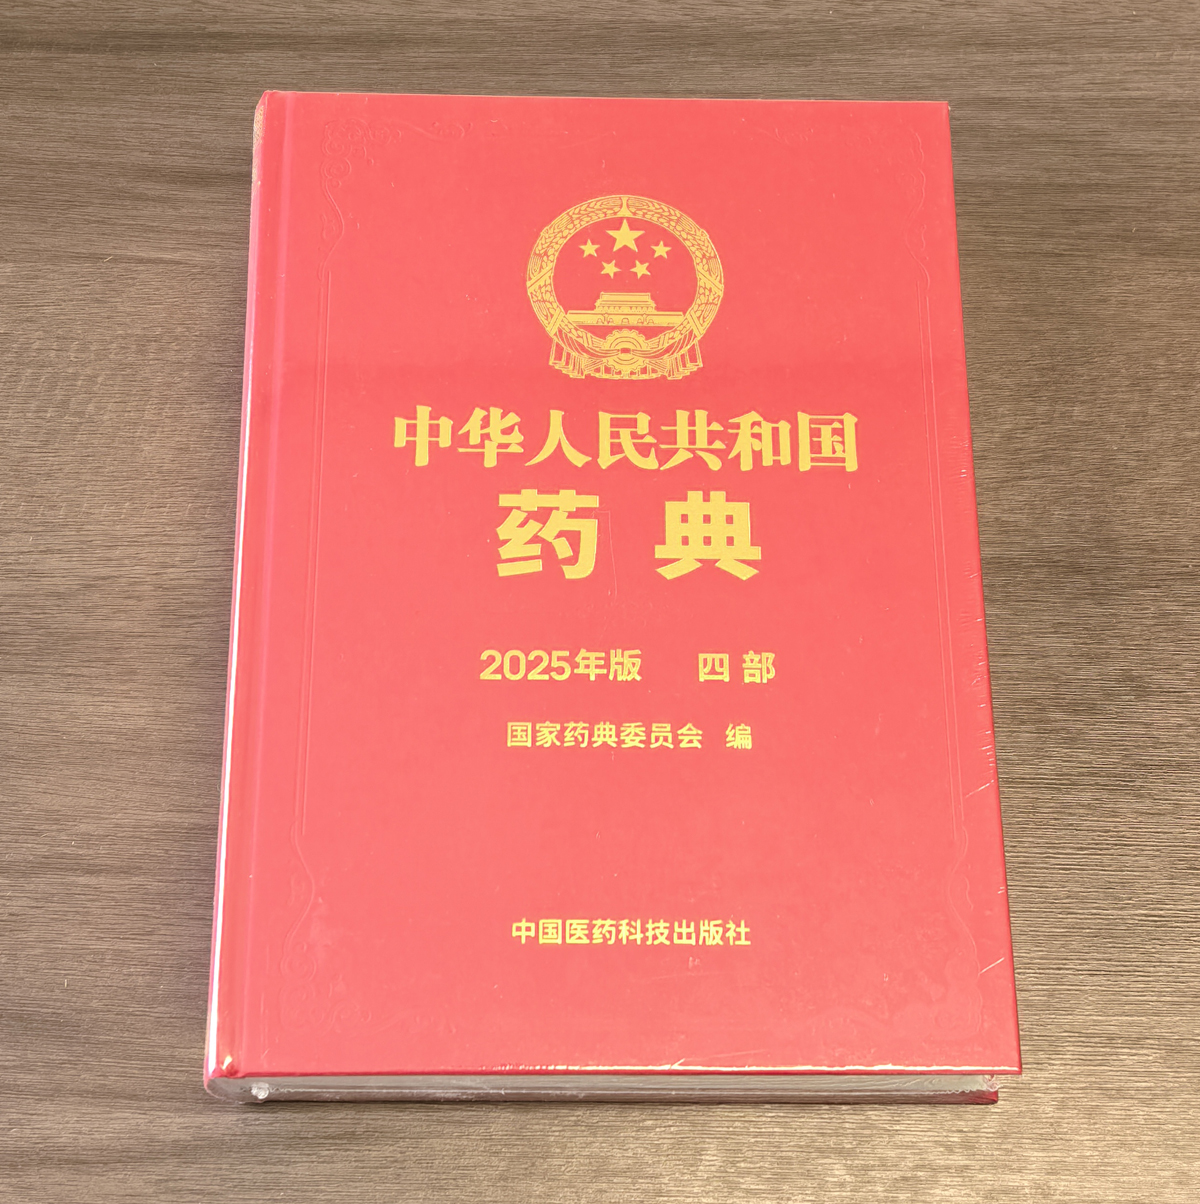 中华人民共和国
药典
2025年版 四部
国家药典委员会 编
中国医药科技出版社